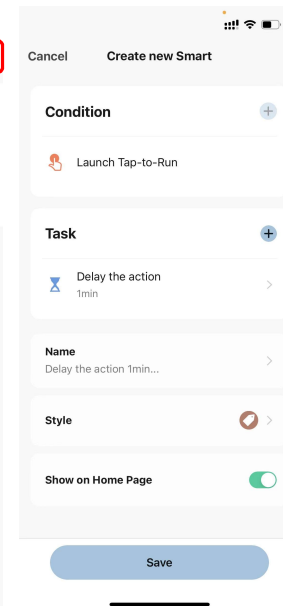 Cancel Create new Smart
Condition
Launch Tap-to-Run
Task
Delay the action
1min
Name
Delay the action 1min...
Style
Show on Home Page
Save